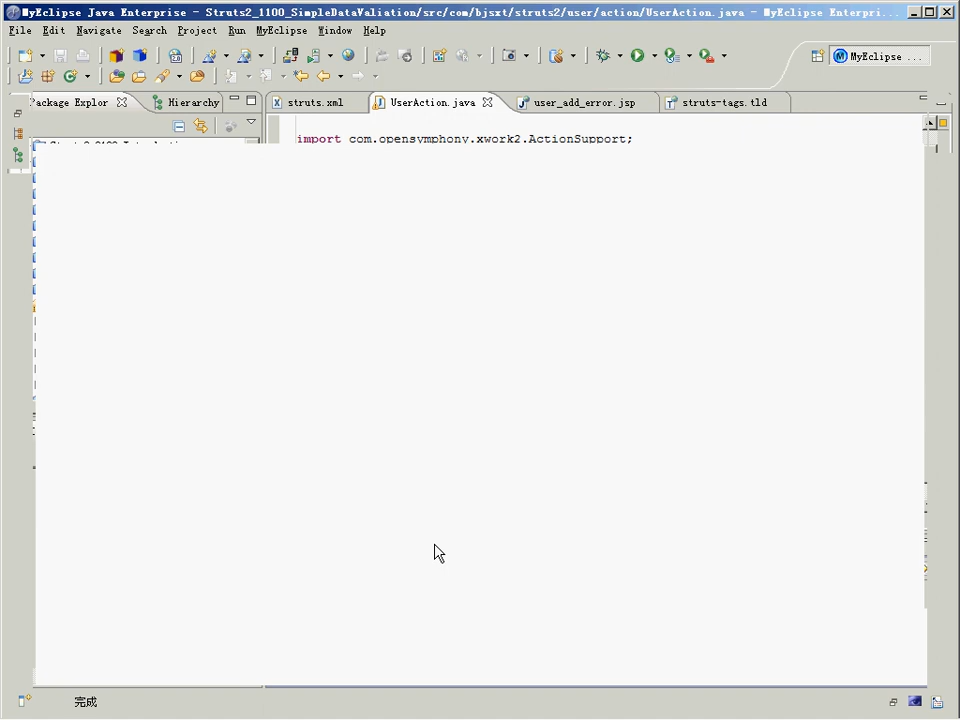 MyEclipse Java Enterprise - Struts2_1100_SimpleDataValiation/src/com/bjsxt/struts2/user/action/UserAction.java - MyEclipse Enterpri...
File Edit Navigate Search Project Run MyEclipse Window Help
MyEclipse ...
Package Explor Hierarchy struts.xml UserAction.java user_add_error.jsp struts-tags.tld
import com.opensymphony.xwork2.ActionSupport;
完成